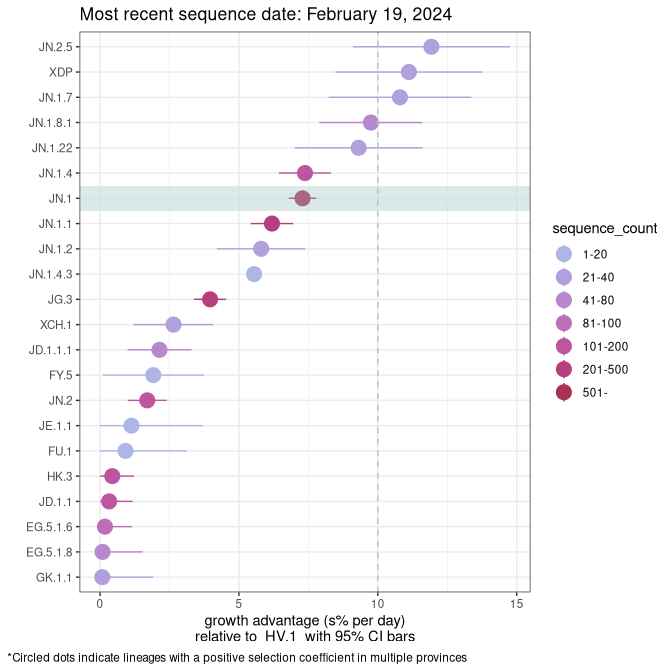 Most recent sequence date: February 19, 2024
JN.2.5
XDP
JN.1.7
JN.1.8.1
JN.1.22
JN.1.4
JN.1
JN.1.1
JN.1.2
JN.1.4.3
JG.3
XCH.1
JD.1.1.1
FY.5
JN.2
JE.1.1
FU.1
HK.3
JD.1.1
EG.5.1.6
EG.5.1.8
GK.1.1
0 5 10 15
growth advantage (s% per day)
relative to HV.1 with 95% CI bars
sequence_count
1-20
21-40
41-80
81-100
101-200
201-500
501-
*Circled dots indicate lineages with a positive selection coefficient in multiple provinces